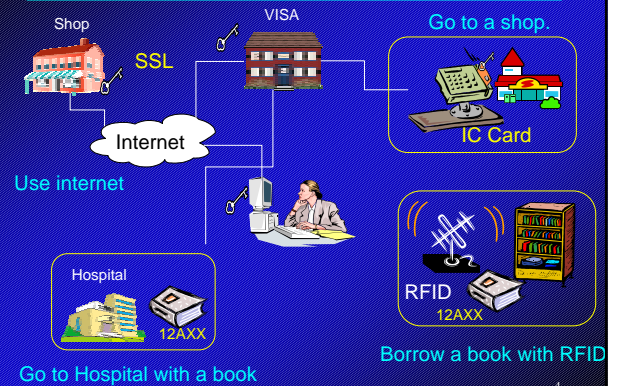 Shop
VISA
Go to a shop.
SSL
IC Card
Internet
Use internet
Hospital
12AXX
RFID
12AXX
Borrow a book with RFID
Go to Hospital with a book